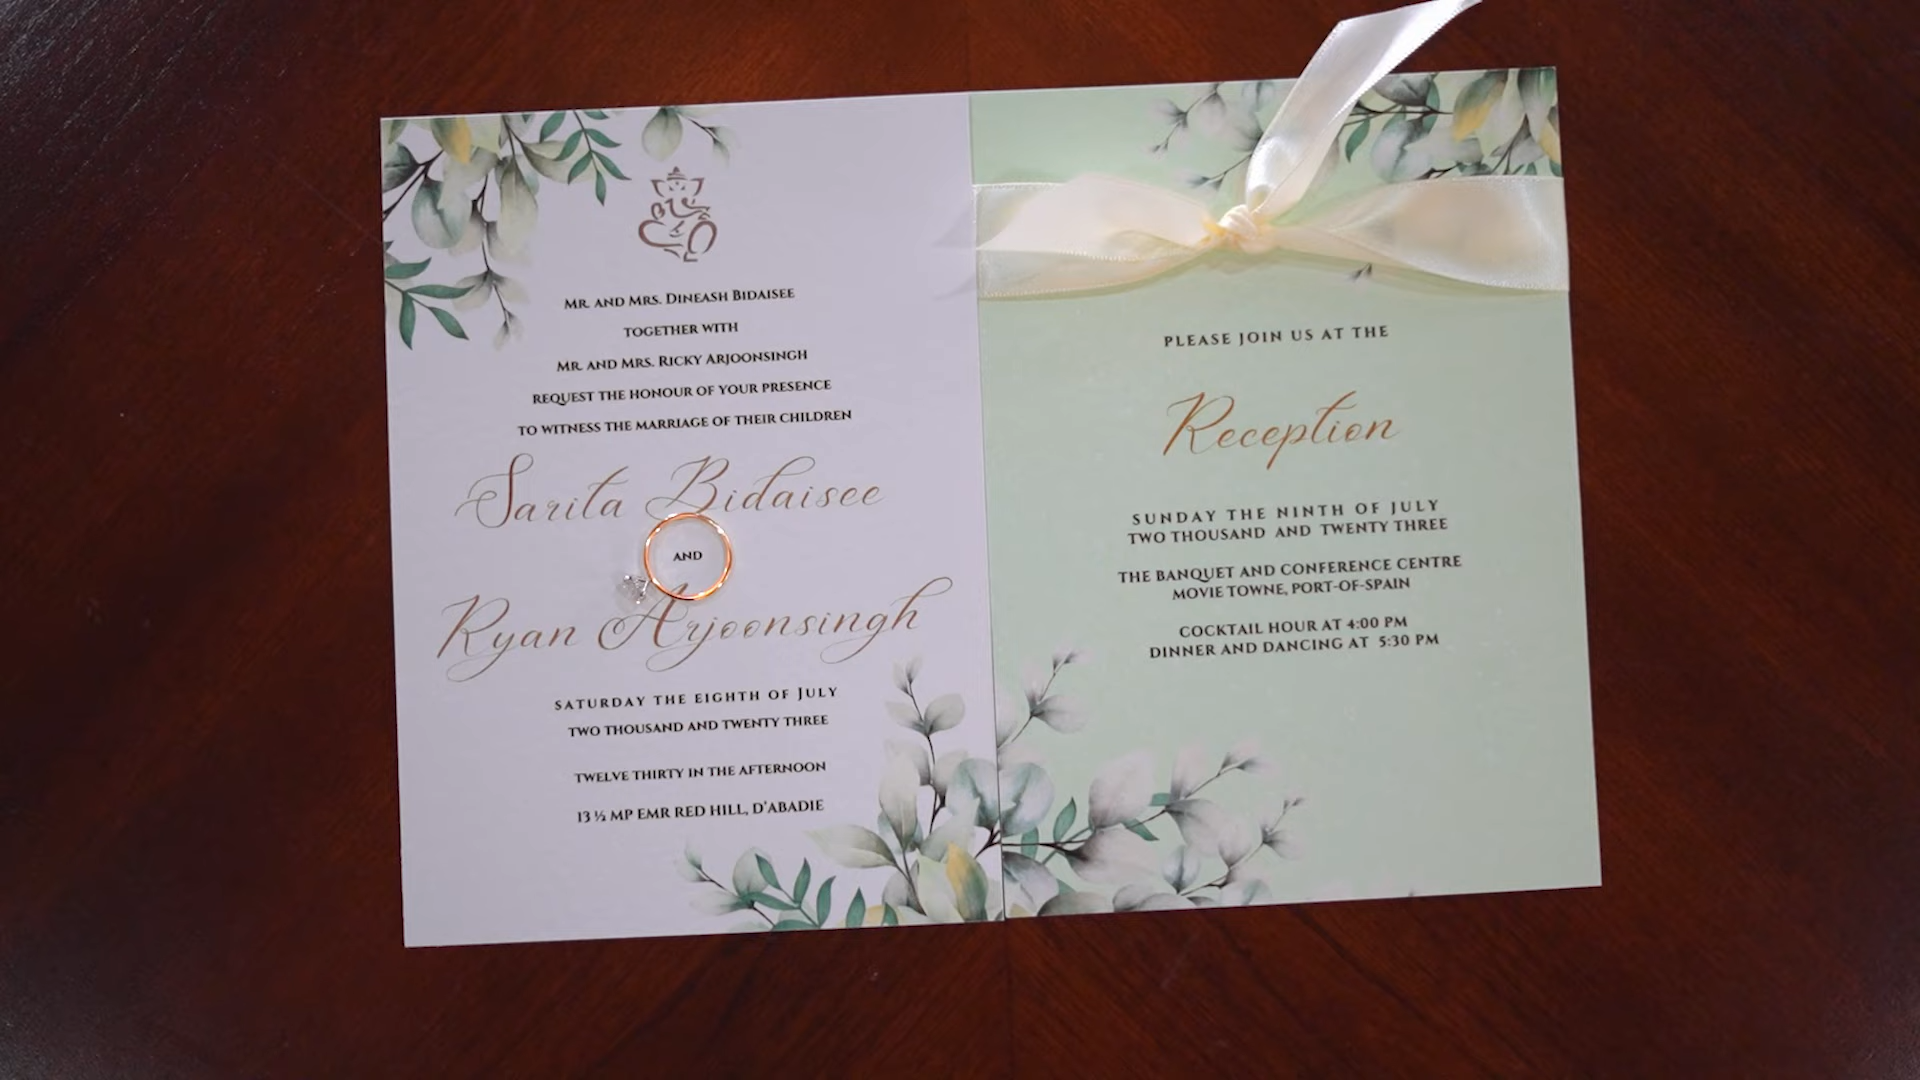 Mr. and Mrs. Dineash Bidaisee
together with
Mr. and Mrs. Ricky Arjoonsingh
request the honour of your presence
to witness the marriage of their children
Sarita Bidaisee
and
Ryan Arjoonsingh
Saturday the eighth of July
two thousand and twenty three
twelve thirty in the afternoon
13 ½ MP EMR Red Hill, D'Abadie
PLEASE JOIN US AT THE
Reception
SUNDAY THE NINTH OF JULY
TWO THOUSAND AND TWENTY THREE
THE BANQUET AND CONFERENCE CENTRE
MOVIE TOWNE, PORT-OF-SPAIN
COCKTAIL HOUR AT 4:00 PM
DINNER AND DANCING AT 5:30 PM